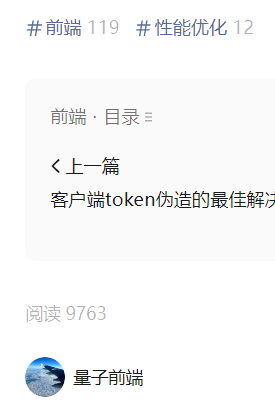 #前端 119 #性能优化 12
前端 · 目录
上一篇
客户端token伪造的最佳解决
阅读 9763
量子前端